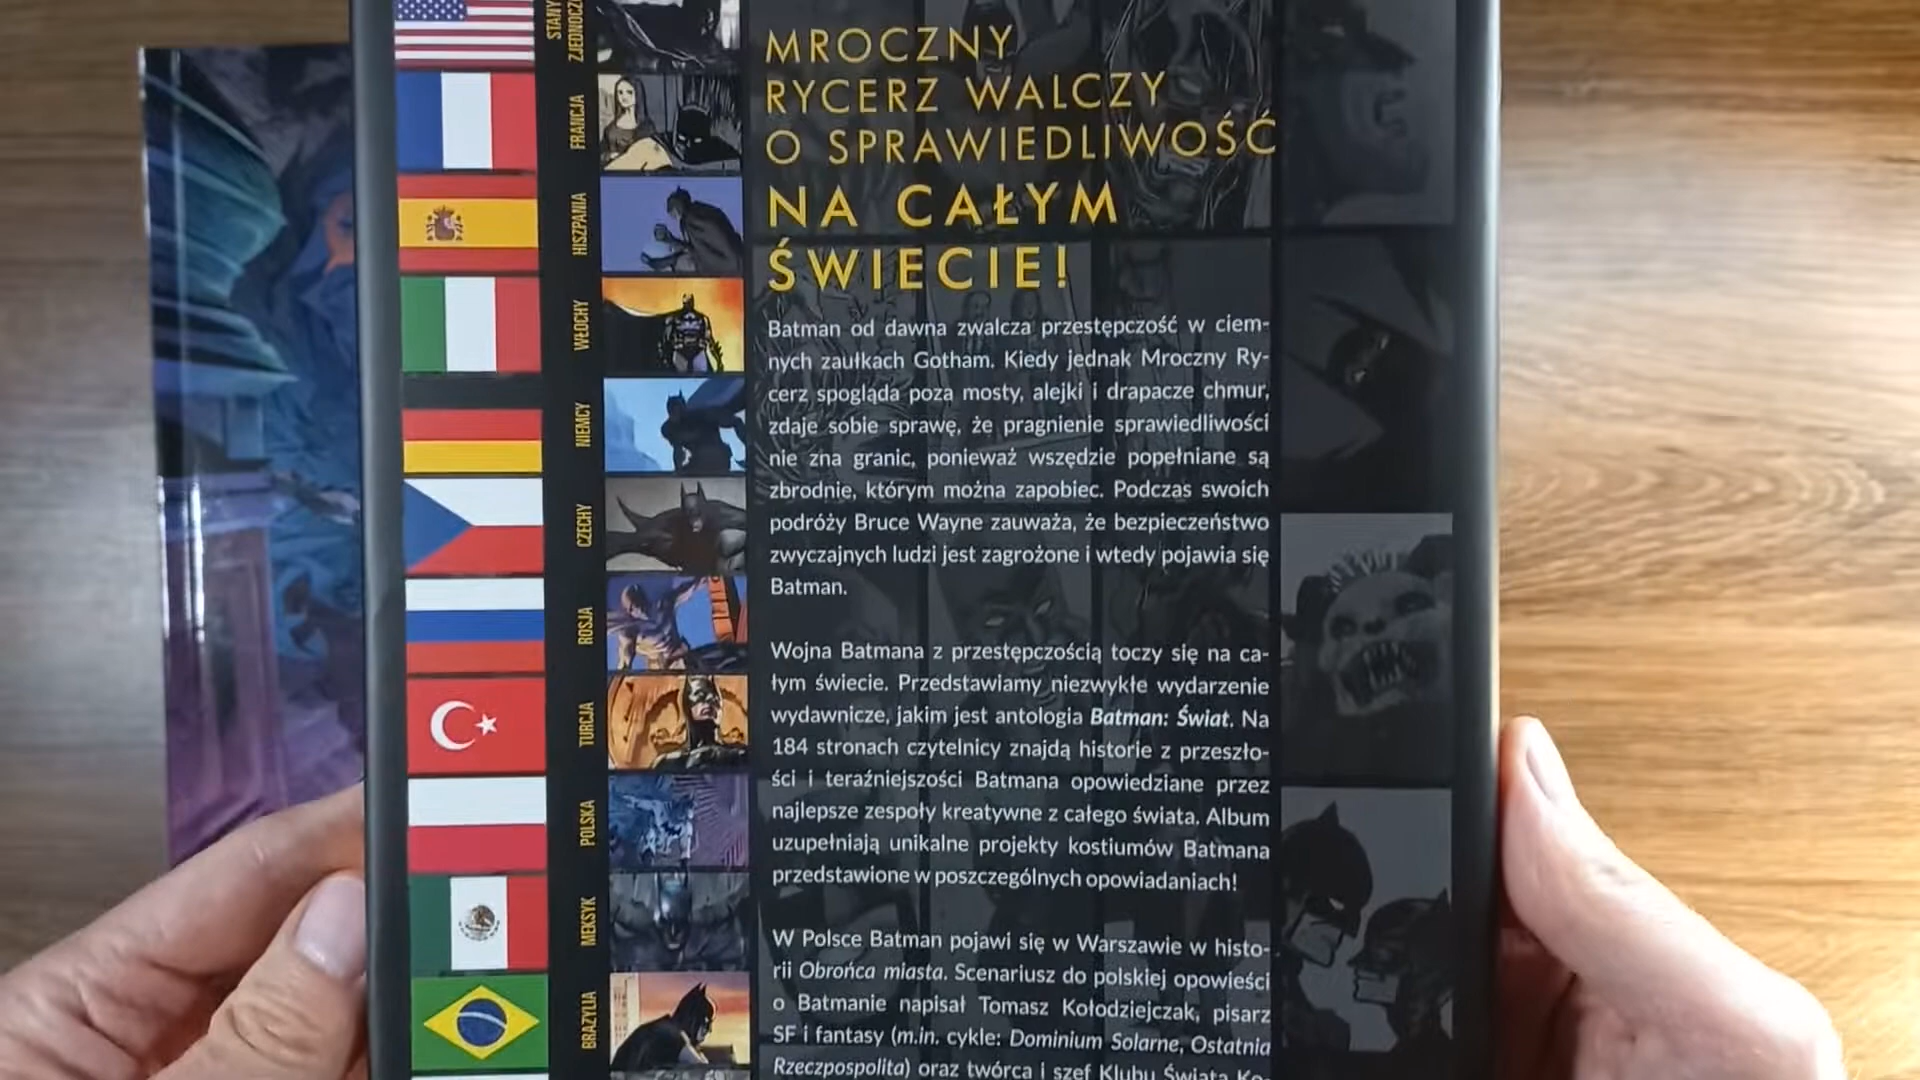 STANY
ZJEDNOCZO
FRANCJA
HISZPANIA
WŁOCHY
NIEMCY
CZECHY
ROSJA
TURCJA
POLSKA
MEKSYK
BRAZYLIA
MROCZNY
RYCERZ WALCZY
O SPRAWIEDLIWOŚĆ
NA CAŁYM
ŚWIECIE!
Batman od dawna zwalcza przestępczość w ciem-
nych zaułkach Gotham. Kiedy jednak Mroczny Ry-
cerz spogląda poza mosty, alejki i drapacze chmur,
zdaje sobie sprawę, że pragnienie sprawiedliwości
nie zna granic, ponieważ wszędzie popełniane są
zbrodnie, którym można zapobiec. Podczas swoich
podróży Bruce Wayne zauważa, że bezpieczeństwo
zwyczajnych ludzi jest zagrożone i wtedy pojawia się
Batman.
Wojna Batmana z przestępczością toczy się na ca-
łym świecie. Przedstawiamy niezwykłe wydarzenie
wydawnicze, jakim jest antologia Batman: Świat. Na
184 stronach czytelnicy znajdą historie z przeszło-
ści i teraźniejszości Batmana opowiedziane przez
najlepsze zespoły kreatywne z całego świata. Album
uzupełniają unikalne projekty kostiumów Batmana
przedstawione w poszczególnych opowiadaniach!
W Polsce Batman pojawi się w Warszawie w histo-
rii Obrońca miasta. Scenariusz do polskiej opowieści
o Batmanie napisał Tomasz Kołodziejczak, pisarz
SF i fantasy (m.in. cykle: Dominium Solarne, Ostatnia
Rzeczpospolita) oraz twórca i szef Klubu Świata Ko-